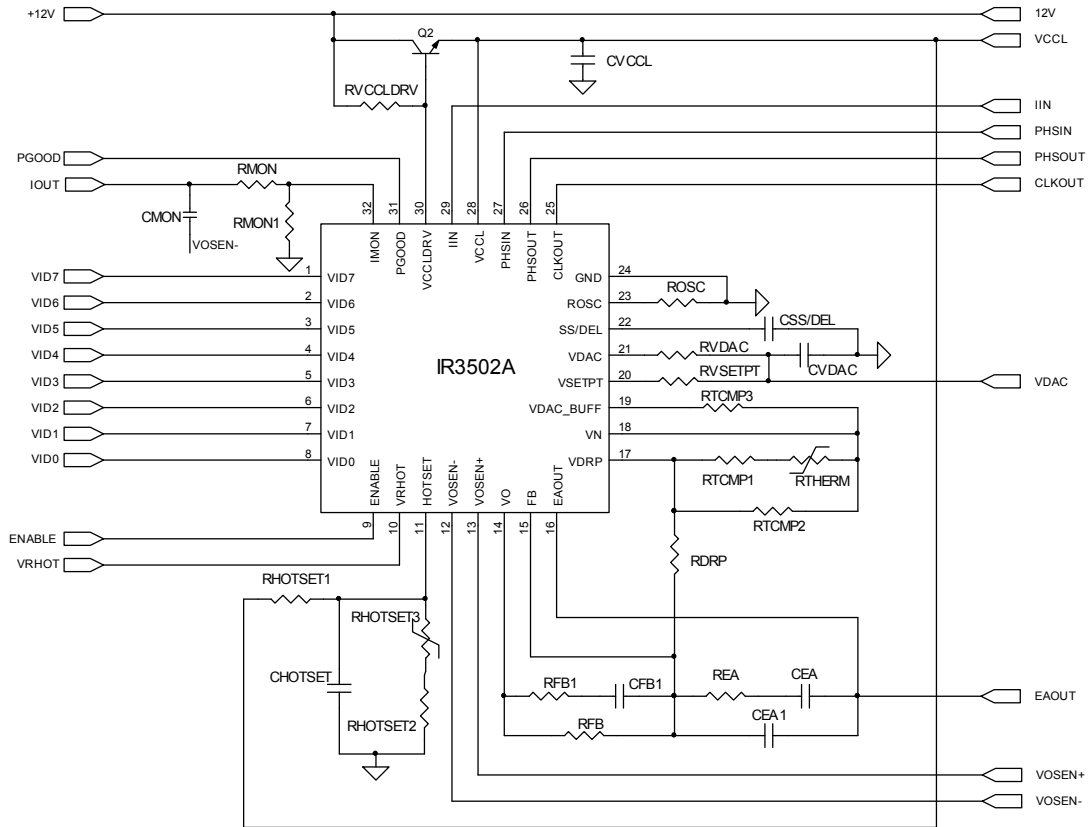 +12V
12V
Q2
VCCL
CVCCL
RVCCLDRV
IIN
PHSIN
PGOOD
PHSOUT
IOUT
RMON
CLKOUT
CMON
RMON1
VOSEN-
32
31
30
29
28
27
26
25
IMON
PGOOD
VCCLDRV
IIN
VCCL
PHSIN
PHSOUT
CLKOUT
VID7
1
VID7
GND
24
VID6
2
VID6
ROSC
23
ROSC
VID5
3
VID5
SS/DEL
22
CSS/DEL
VID4
4
VID4
VDAC
21
RVDAC
CVDAC
IR3502A
VID3
5
VID3
VSETPT
20
RVSETPT
VDAC
VID2
6
VID2
VDAC_BUFF
19
RTCMP3
VID1
7
VID1
VN
18
VID0
8
VID0
VDRP
17
RTCMP1
RTHERM
ENABLE
VRHOT
HOTSET
VOSEN-
VOSEN+
VO
FB
EAOUT
9
10
11
12
13
14
15
16
RTCMP2
ENABLE
VRHOT
RDRP
RHOTSET1
RHOTSET3
CHOTSET
RHOTSET2
RFB1
CFB1
REA
CEA
EAOUT
RFB
CEA1
VOSEN+
VOSEN-